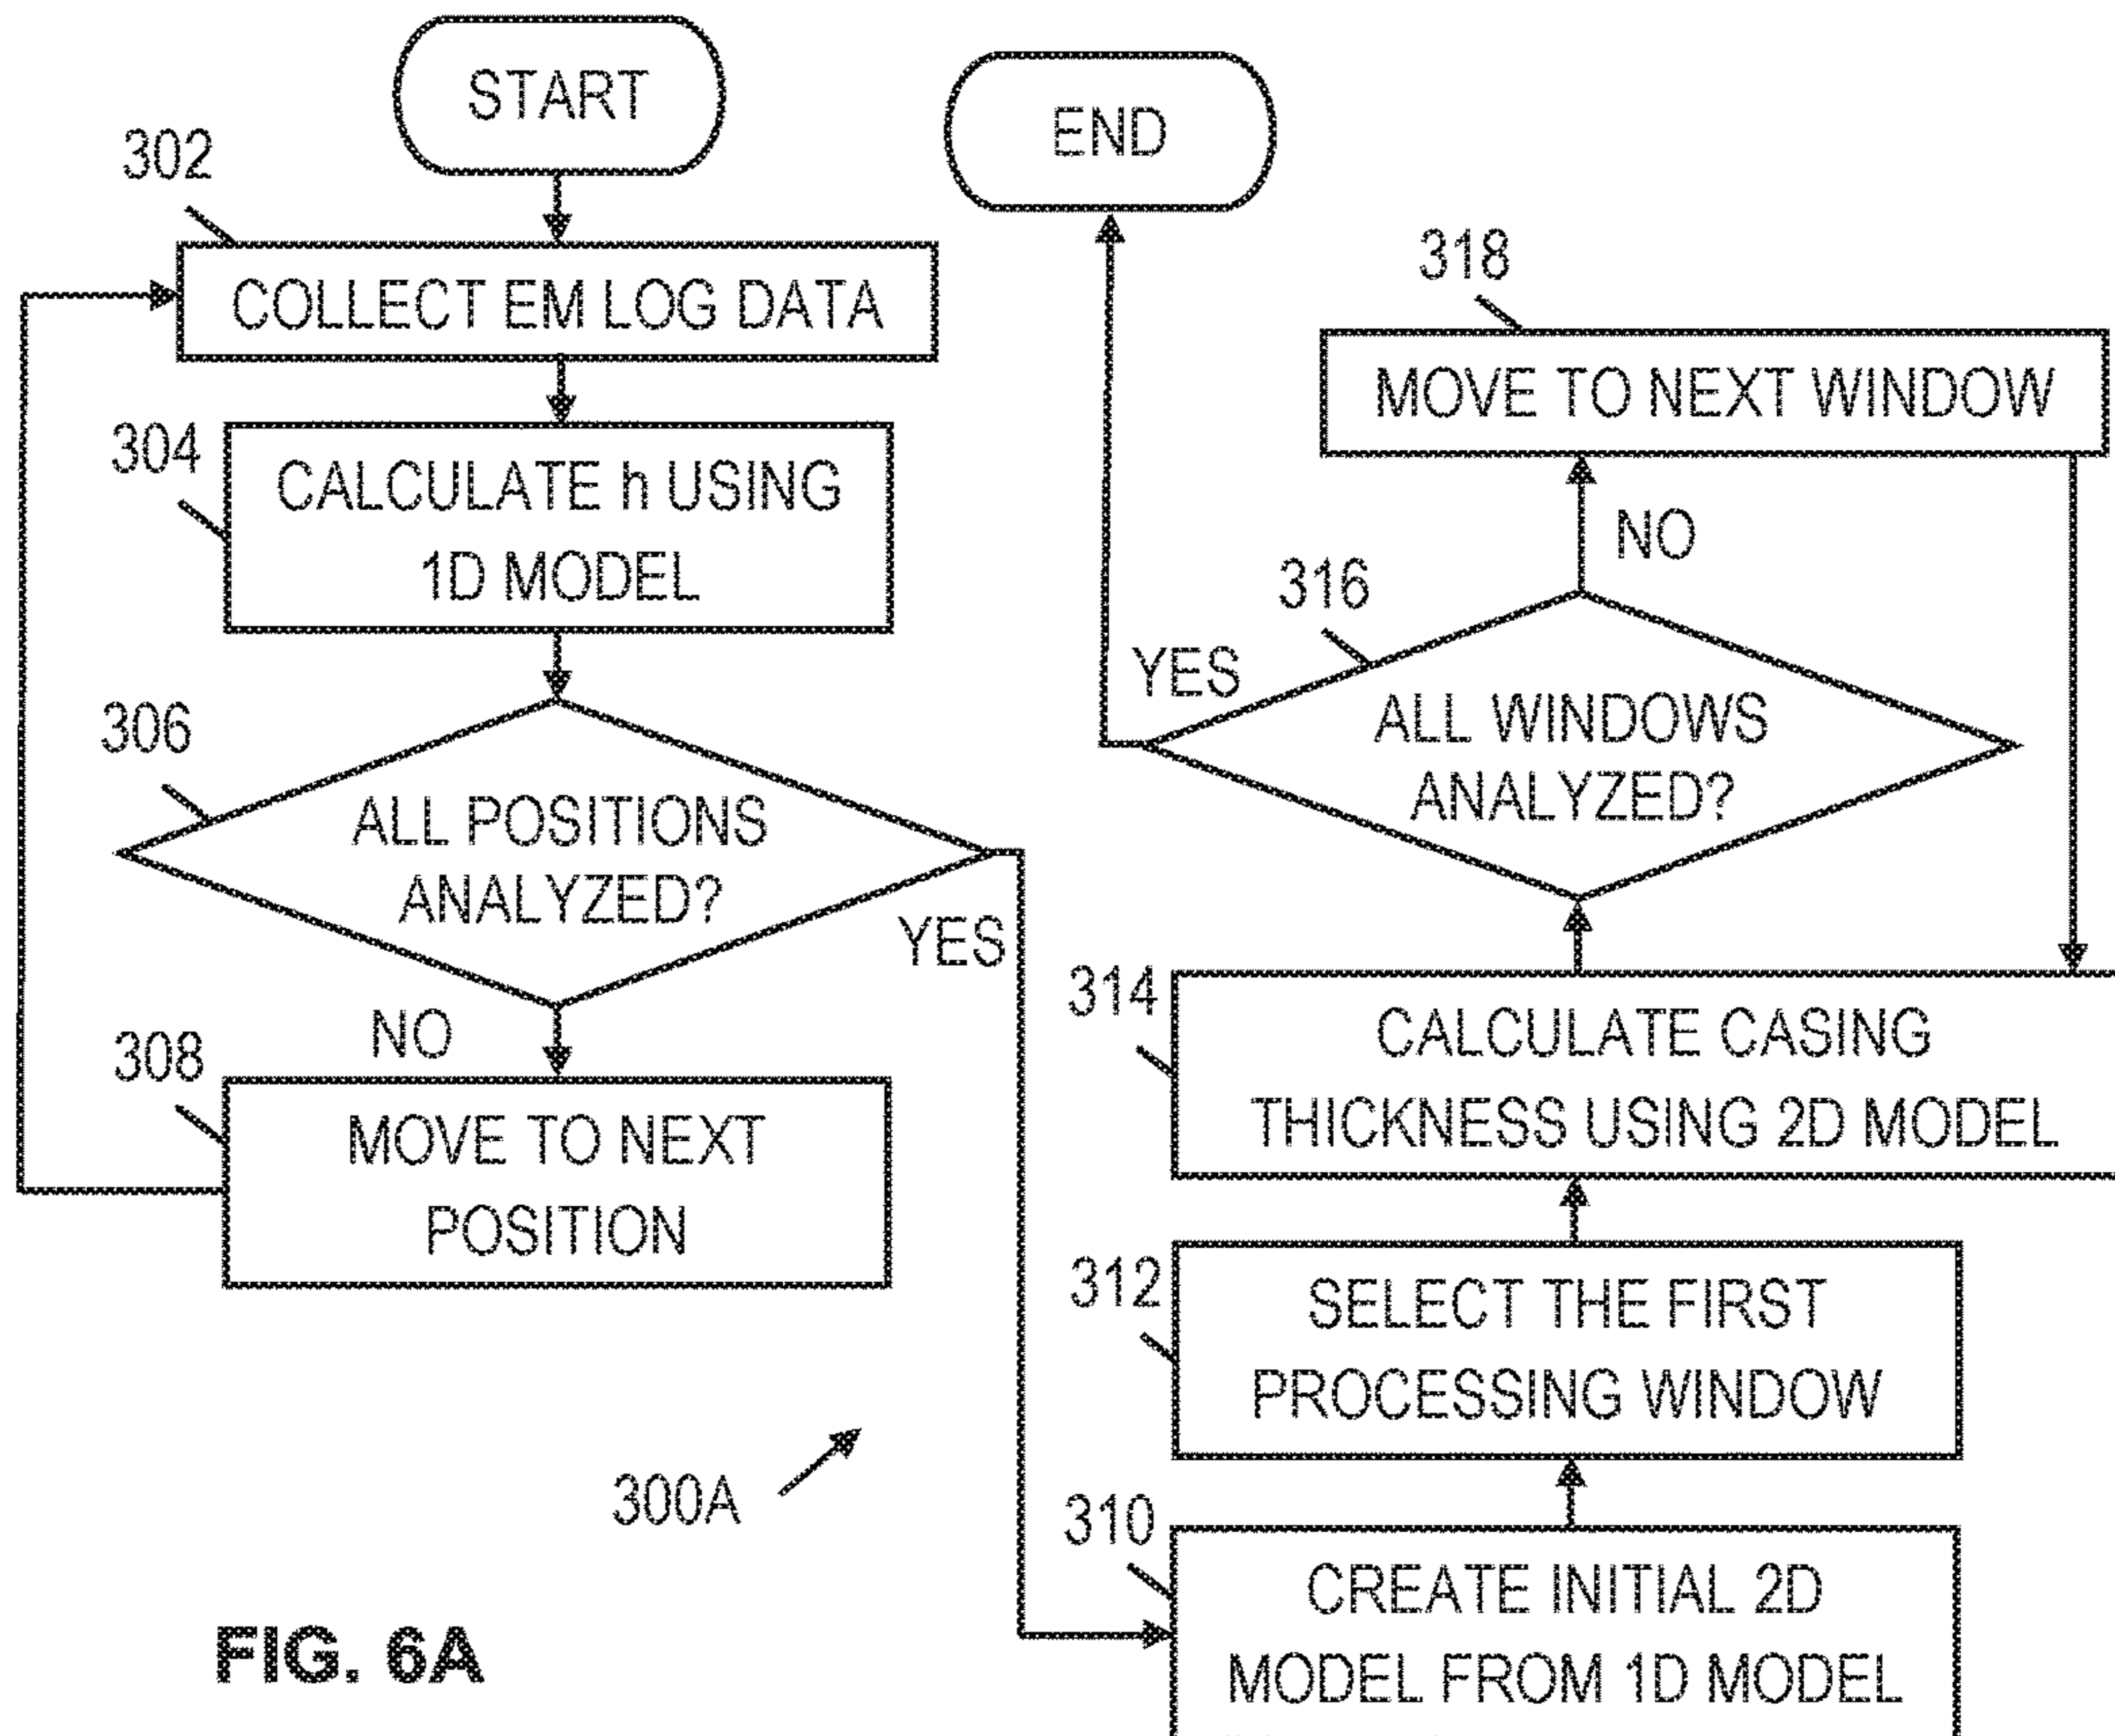 START
302
COLLECT EM LOG DATA
304
CALCULATE h USING
1D MODEL
306
ALL POSITIONS
ANALYZED?
YES
NO
308
MOVE TO NEXT
POSITION
300A
FIG. 6A
END
318
MOVE TO NEXT WINDOW
NO
316
YES
ALL WINDOWS
ANALYZED?
314
CALCULATE CASING
THICKNESS USING 2D MODEL
312
SELECT THE FIRST
PROCESSING WINDOW
310
CREATE INITIAL 2D
MODEL FROM 1D MODEL